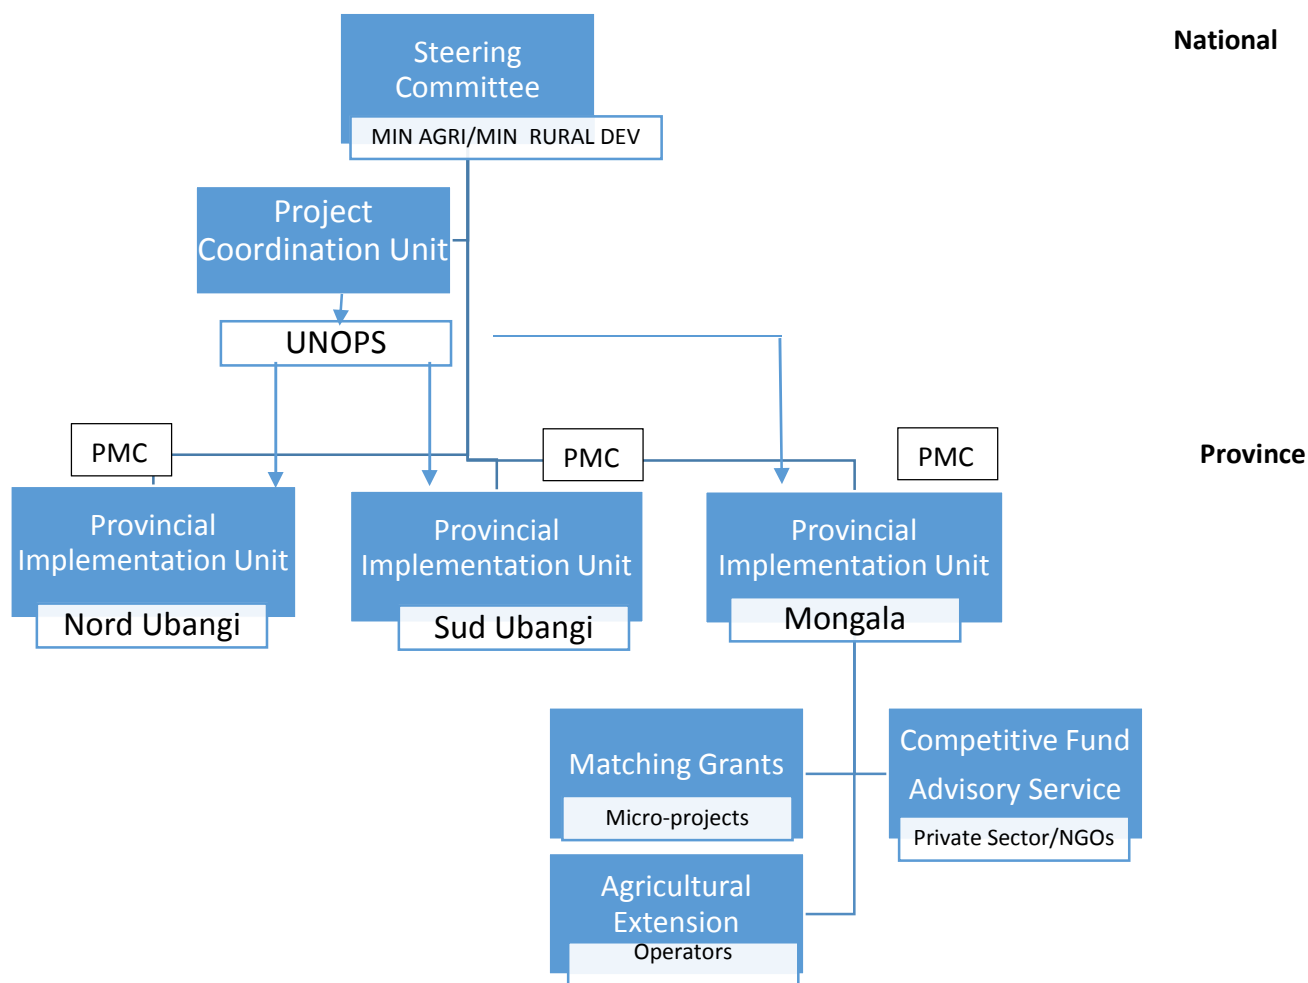 National
Steering
Committee
MIN AGRI/MIN RURAL DEV
Project
Coordination Unit
UNOPS
PMC
PMC
PMC
Province
Provincial
Implementation Unit
Nord Ubangi
Provincial
Implementation Unit
Sud Ubangi
Provincial
Implementation Unit
Mongala
Matching Grants
Micro-projects
Competitive Fund
Advisory Service
Private Sector/NGOs
Agricultural
Extension
Operators